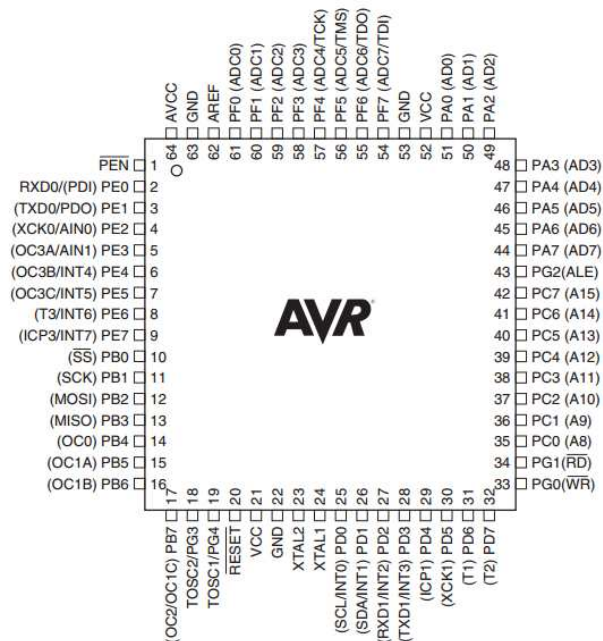 AVCC
GND
AREF
PF0 (ADC0)
PF1 (ADC1)
PF2 (ADC2)
PF3 (ADC3)
PF4 (ADC4/TCK)
PF5 (ADC5/TMS)
PF6 (ADC6/TDO)
PF7 (ADC7/TDI)
GND
VCC
PA0 (AD0)
PA1 (AD1)
PA2 (AD2)
64
63
62
61
60
59
58
57
56
55
54
53
52
51
50
49
PEN 1
RXD0/(PDI) PE0 2
(TXD0/PDO) PE1 3
(XCK0/AIN0) PE2 4
(OC3A/AIN1) PE3 5
(OC3B/INT4) PE4 6
(OC3C/INT5) PE5 7
(T3/INT6) PE6 8
(ICP3/INT7) PE7 9
(SS) PB0 10
(SCK) PB1 11
(MOSI) PB2 12
(MISO) PB3 13
(OC0) PB4 14
(OC1A) PB5 15
(OC1B) PB6 16
AVR
48 PA3 (AD3)
47 PA4 (AD4)
46 PA5 (AD5)
45 PA6 (AD6)
44 PA7 (AD7)
43 PG2(ALE)
42 PC7 (A15)
41 PC6 (A14)
40 PC5 (A13)
39 PC4 (A12)
38 PC3 (A11)
37 PC2 (A10)
36 PC1 (A9)
35 PC0 (A8)
34 PG1(RD)
33 PG0(WR)
17
18
19
20
21
22
23
24
25
26
27
28
29
30
31
32
(OC2/OC1C) PB7
TOSC2/PG3
TOSC1/PG4
RESET
VCC
GND
XTAL2
XTAL1
(SCL/INT0) PD0
(SDA/INT1) PD1
(RXD1/INT2) PD2
(TXD1/INT3) PD3
(ICP1) PD4
(XCK1) PD5
(T1) PD6
(T2) PD7